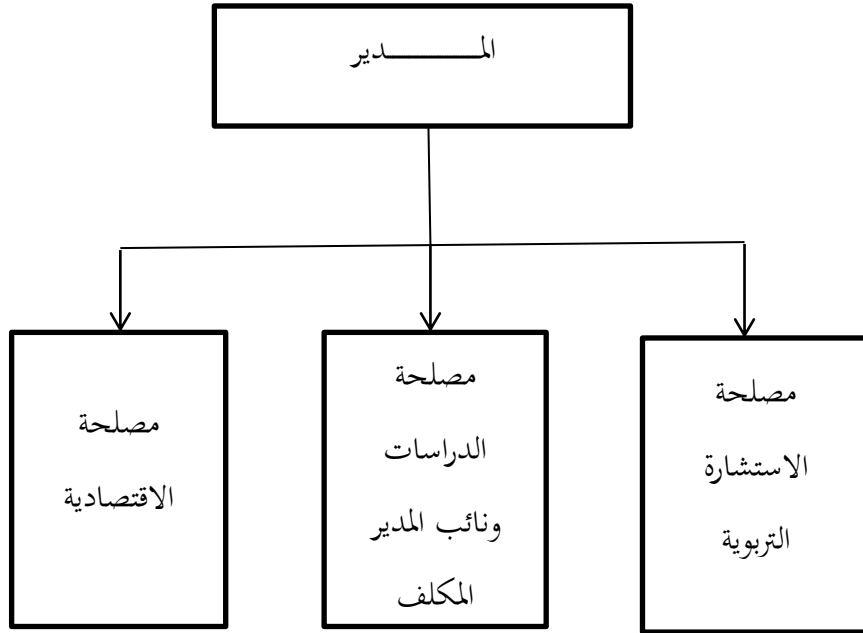 المـــــــــدير
مصلحة
الاستشارة
التربوية
مصلحة
الدراسات
ونائب المدير
المكلف
مصلحة
الاقتصادية